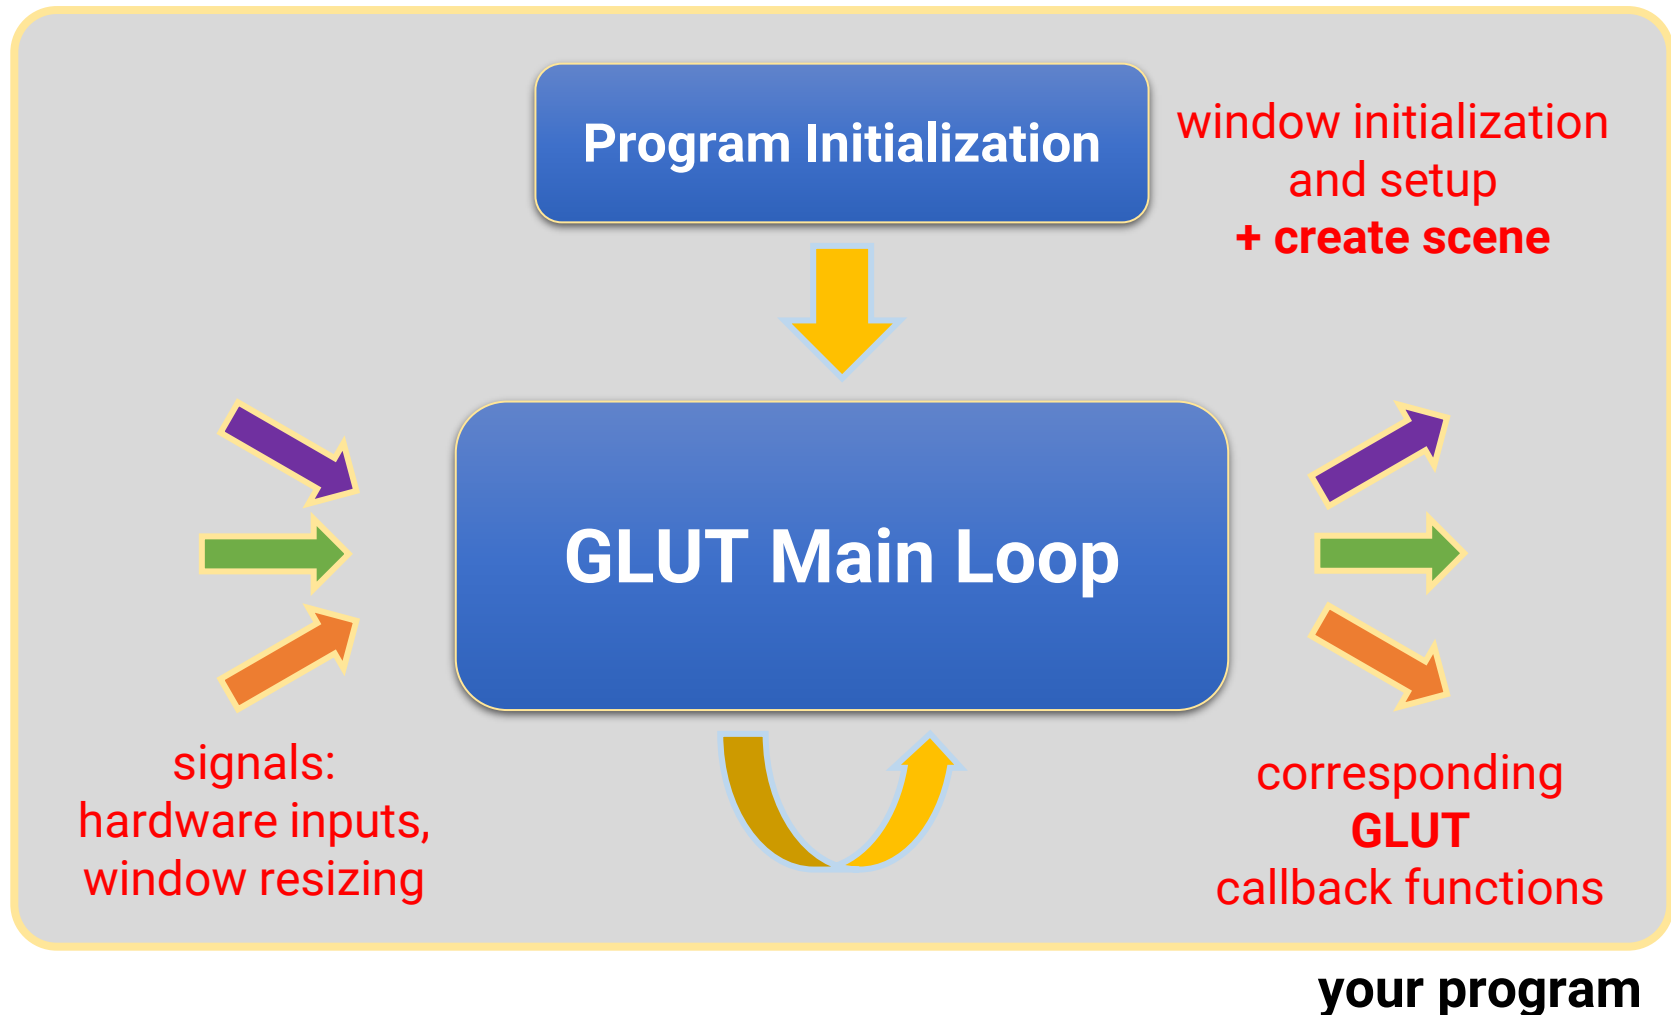 Program Initialization
window initialization
and setup
+ create scene
GLUT Main Loop
signals:
hardware inputs,
window resizing
corresponding
GLUT
callback functions
your program